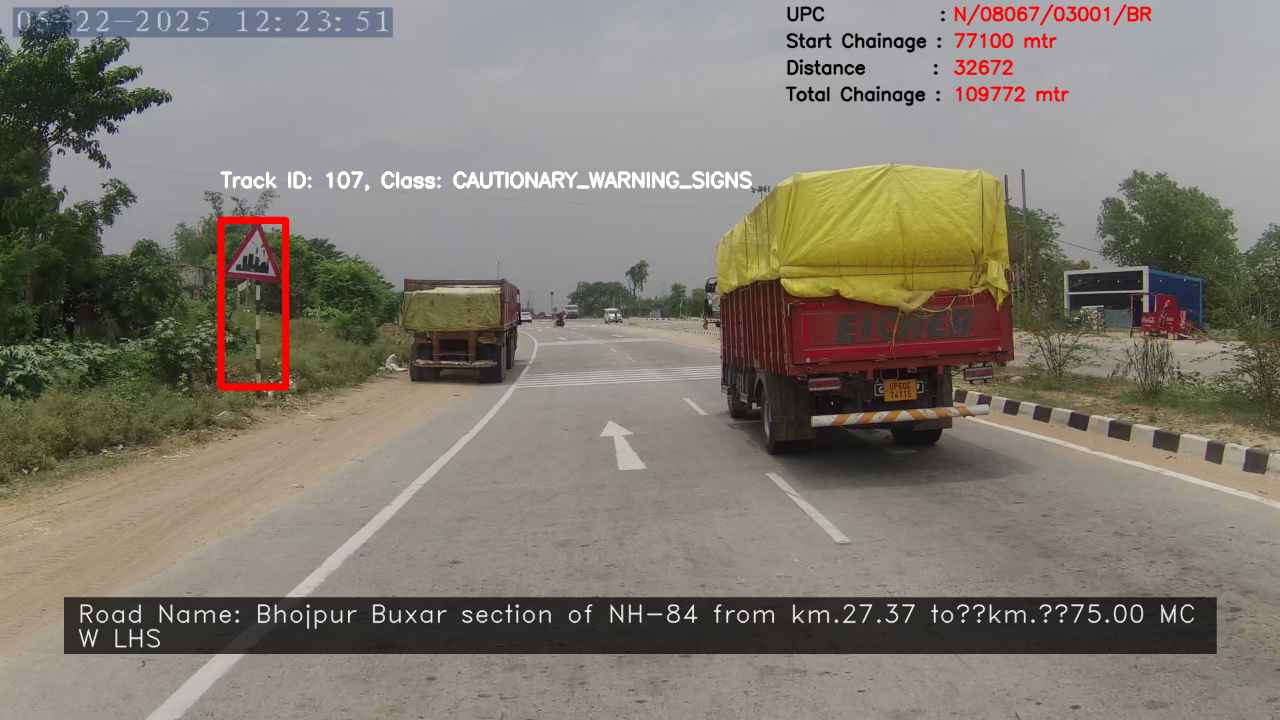 05-22-2025 12:23:51
UPC : N/08067/03001/BR
Start Chainage : 77100 mtr
Distance : 32672
Total Chainage : 109772 mtr
Track ID: 107, Class: CAUTIONARY_WARNING_SIGNS
EICHER
Road Name: Bhojpur Buxar section of NH-84 from km.27.37 to??km.??75.00 MC
W LHS